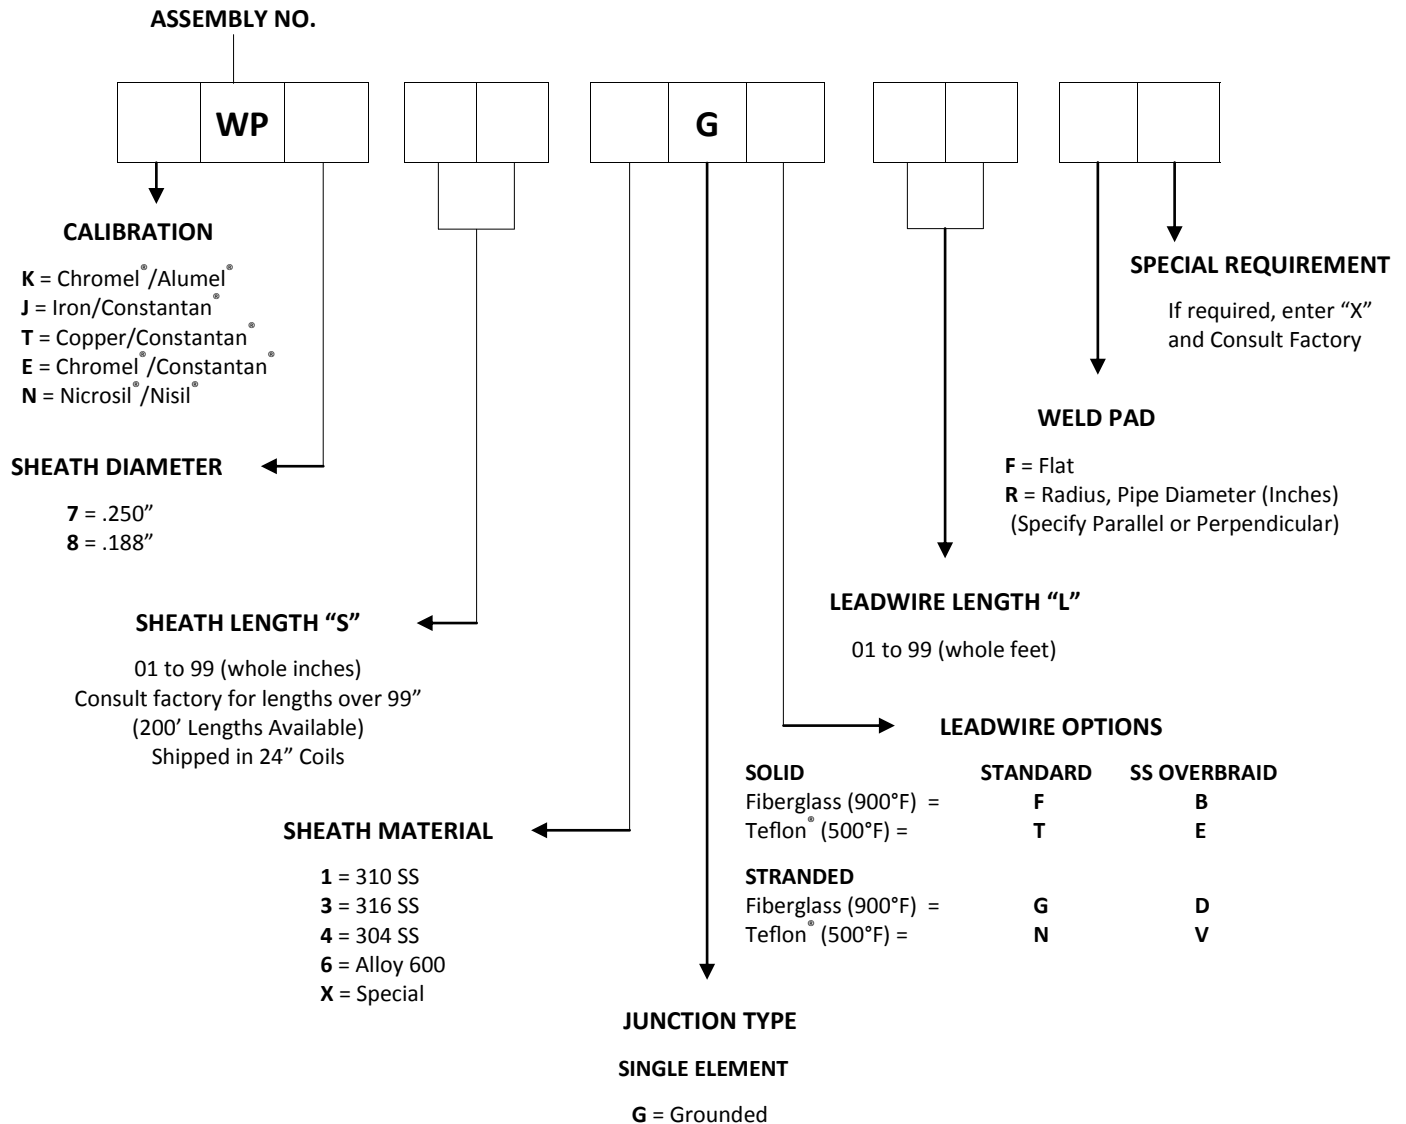 ASSEMBLY NO.
WP
G
CALIBRATION
K = Chromel®/Alumel®
J = Iron/Constantan®
T = Copper/Constantan®
E = Chromel®/Constantan®
N = Nicrosil®/Nisil®
SPECIAL REQUIREMENT
If required, enter “X”
and Consult Factory
WELD PAD
F = Flat
R = Radius, Pipe Diameter (Inches)
(Specify Parallel or Perpendicular)
SHEATH DIAMETER
7 = .250”
8 = .188”
SHEATH LENGTH “S”
01 to 99 (whole inches)
Consult factory for lengths over 99”
(200’ Lengths Available)
Shipped in 24” Coils
LEADWIRE LENGTH “L”
01 to 99 (whole feet)
LEADWIRE OPTIONS
SOLID STANDARD SS OVERBRAID
Fiberglass (900°F) = F B
Teflon® (500°F) = T E
STRANDED
Fiberglass (900°F) = G D
Teflon® (500°F) = N V
SHEATH MATERIAL
1 = 310 SS
3 = 316 SS
4 = 304 SS
6 = Alloy 600
X = Special
JUNCTION TYPE
SINGLE ELEMENT
G = Grounded